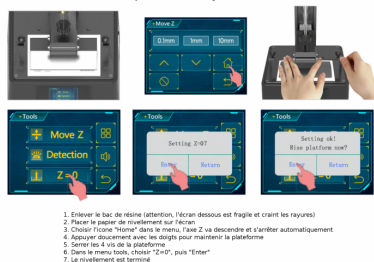 Move Z
0.1mm 1mm 10mm
Tools
Move Z
Detection
Z=0
Tools
Setting Z=0?
Enter Return
Tools
Setting ok!
Rise platform now?
Enter Return
1. Enlever le bac de résine (attention, l'écran dessous est fragile et craint les rayures)
2. Placer le papier de nivellement sur l'écran
3. Choisir l'icone "Home" dans le menu, l'axe Z va descendre et s'arrêter automatiquement
4. Appuyer doucement avec les doigts pour maintenir la plateforme
5. Serrer les 4 vis de la plateforme
6. Dans le menu tools, choisir "Z=0", puis "Enter"
7. Le nivellement est terminé